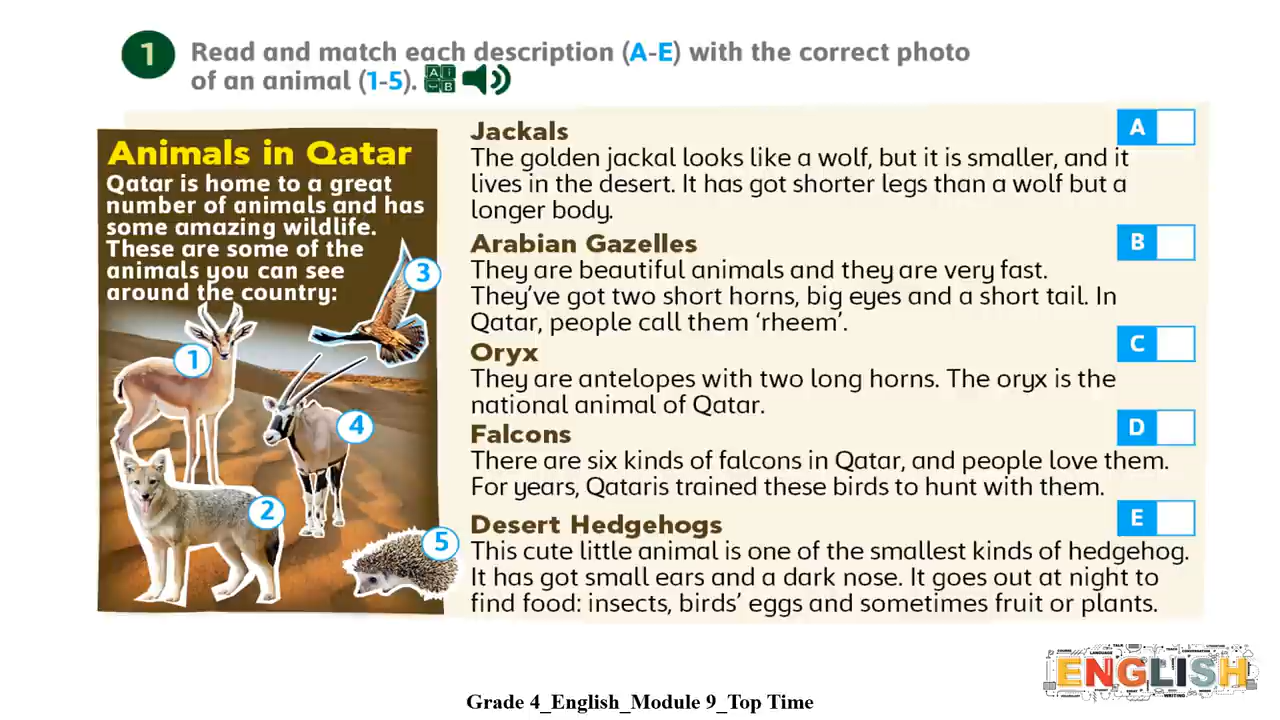 1 Read and match each description (A-E) with the correct photo
of an animal (1-5).
Animals in Qatar
Qatar is home to a great
number of animals and has
some amazing wildlife.
These are some of the
animals you can see
around the country:
3
1
4
2
5
Jackals
A
The golden jackal looks like a wolf, but it is smaller, and it
lives in the desert. It has got shorter legs than a wolf but a
longer body.
Arabian Gazelles
B
They are beautiful animals and they are very fast.
They've got two short horns, big eyes and a short tail. In
Qatar, people call them 'rheem'.
Oryx
C
They are antelopes with two long horns. The oryx is the
national animal of Qatar.
Falcons
D
There are six kinds of falcons in Qatar, and people love them.
For years, Qataris trained these birds to hunt with them.
Desert Hedgehogs
E
This cute little animal is one of the smallest kinds of hedgehog.
It has got small ears and a dark nose. It goes out at night to
find food: insects, birds' eggs and sometimes fruit or plants.
ENGLISH
Grade 4_English_Module 9_Top Time